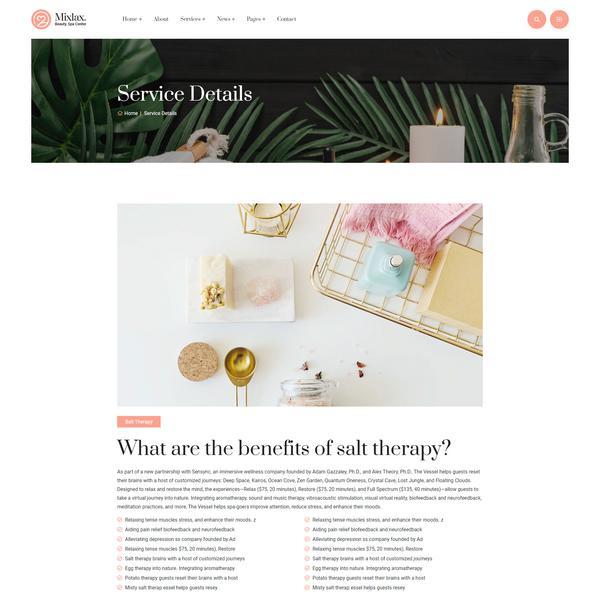 Mixlax.
Beauty, Spa Center
Home + About Services + News + Pages + Contact
Service Details
Home | Service Details
Salt Therapy
What are the benefits of salt therapy?
As part of a new partnership with Sensync, an immersive wellness company founded by Adam Gazzaley, Ph.D., and Alex Theory, Ph.D., The Vessel helps guests reset
their brains with a host of customized journeys: Deep Space, Kairos, Ocean Cove, Zen Garden, Quantum Oneness, Crystal Cave, Lost Jungle, and Floating Clouds.
Designed to relax and restore the mind, the experiences—Relax ($75, 20 minutes), Restore ($75, 20 minutes), and Full Spectrum ($135, 40 minutes)—allow guests to
take a virtual journey into nature. Integrating aromatherapy, sound and music therapy, vibroacoustic stimulation, visual virtual reality, biofeedback and neurofeedback,
meditation practices, and more, The Vessel helps spa-goers improve attention, reduce stress, and enhance their moods.
Relaxing tense muscles stress, and enhance their moods. z
Aiding pain relief biofeedback and neurofeedback
Alleviating depression ss company founded by Ad
Relaxing tense muscles $75, 20 minutes), Restore
Salt therapy brains with a host of customized journeys
Egg therapy into nature. Integrating aromatherapy
Potato therapy guests reset their brains with a host
Misty salt therap essel helps guests resey
Relaxing tense muscles stress, and enhance their moods. z
Aiding pain relief biofeedback and neurofeedback
Alleviating depression ss company founded by Ad
Relaxing tense muscles $75, 20 minutes), Restore
Salt therapy brains with a host of customized journeys
Egg therapy into nature. Integrating aromatherapy
Potato therapy guests reset their brains with a host
Misty salt therap essel helps guests resey